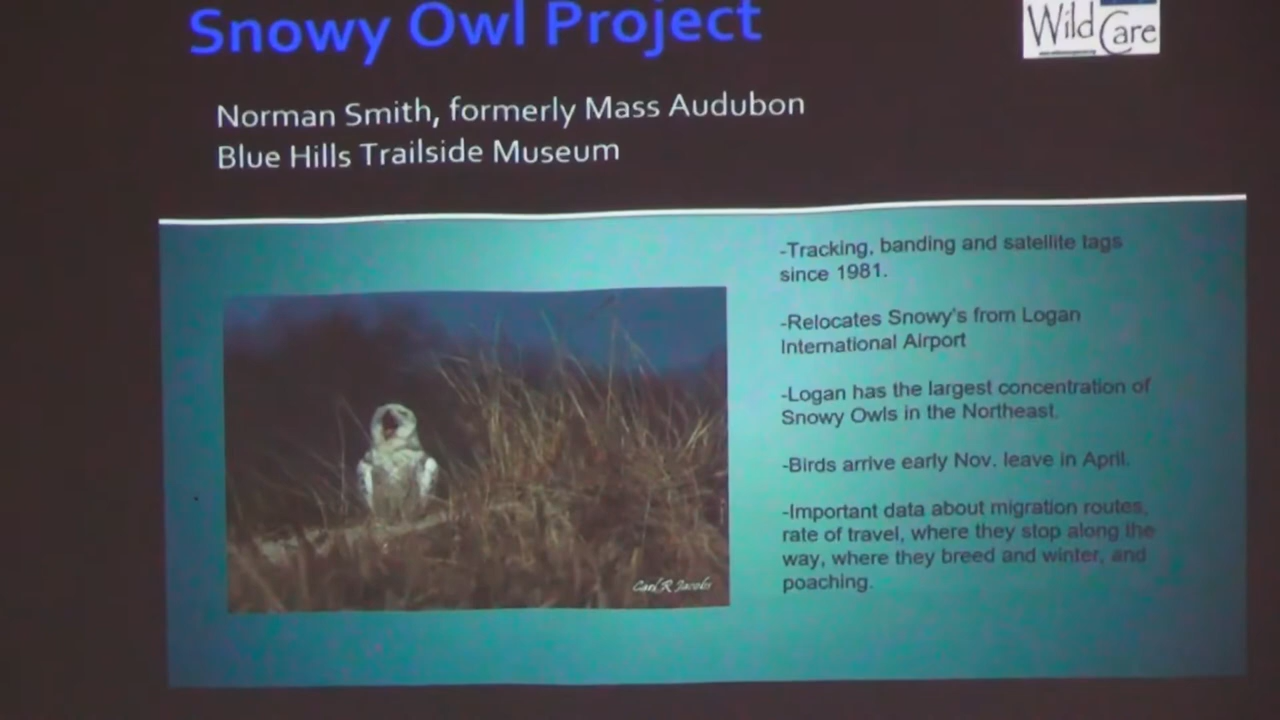 Snowy Owl Project
Wild Care
Norman Smith, formerly Mass Audubon
Blue Hills Trailside Museum
-Tracking, banding and satellite tags
since 1981.
-Relocates Snowy's from Logan
International Airport
-Logan has the largest concentration of
Snowy Owls in the Northeast.
-Birds arrive early Nov. leave in April.
-Important data about migration routes,
rate of travel, where they stop along the
way, where they breed and winter, and
poaching.
Carl R Jacobs